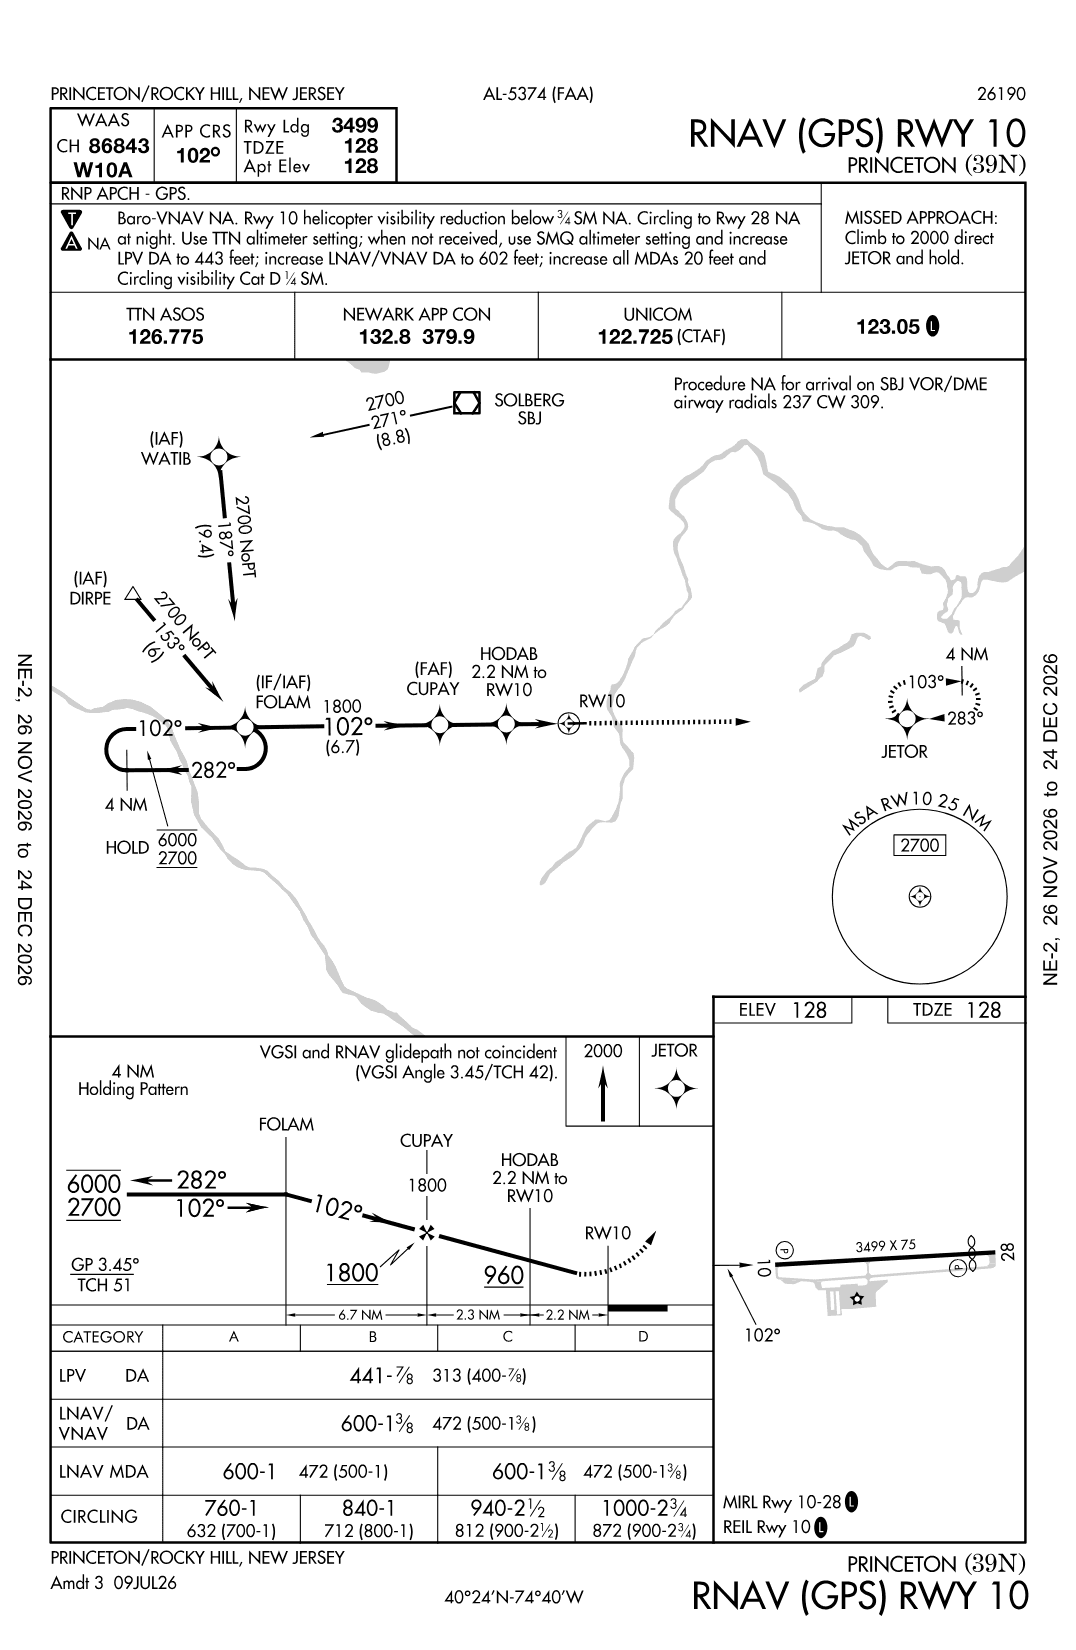 PRINCETON/ROCKY HILL, NEW JERSEY
AL-5374 (FAA)
26190
WAAS
CH 86843
W10A
APP CRS
102°
Rwy Ldg 3499
TDZE 128
Apt Elev 128
RNAV (GPS) RWY 10
PRINCETON (39N)
RNP APCH - GPS.
T
A NA
Baro-VNAV NA. Rwy 10 helicopter visibility reduction below ¾ SM NA. Circling to Rwy 28 NA
at night. Use TTN altimeter setting; when not received, use SMQ altimeter setting and increase
LPV DA to 443 feet; increase LNAV/VNAV DA to 602 feet; increase all MDAs 20 feet and
Circling visibility Cat D ¼ SM.
MISSED APPROACH:
Climb to 2000 direct
JETOR and hold.
TTN ASOS
126.775
NEWARK APP CON
132.8 379.9
UNICOM
122.725 (CTAF)
123.05 L
Procedure NA for arrival on SBJ VOR/DME
airway radials 237 CW 309.
2700
271°
(8.8)
SOLBERG
SBJ
(IAF)
WATIB
2700 NoPT
187°
(9.4)
(IAF)
DIRPE
2700 NoPT
153°
(6)
(IF/IAF)
FOLAM
1800
102°
(6.7)
(FAF)
CUPAY
HODAB
2.2 NM to
RW10
RW10
102°
282°
4 NM
HOLD 6000
2700
4 NM
103°
283°
JETOR
MSA RW10 25 NM
2700
NE-2, 26 NOV 2026 to 24 DEC 2026
NE-2, 26 NOV 2026 to 24 DEC 2026
ELEV 128
TDZE 128
4 NM
Holding Pattern
VGSI and RNAV glidepath not coincident
(VGSI Angle 3.45/TCH 42).
2000
JETOR
FOLAM
CUPAY
1800
HODAB
2.2 NM to
RW10
RW10
6000
2700
282°
102°
102°
GP 3.45°
TCH 51
1800
960
6.7 NM
2.3 NM
2.2 NM
10
P
3499 X 75
P
28
102°
MIRL Rwy 10-28 L
REIL Rwy 10 L
CATEGORY A B C D
LPV DA 441-⅞ 313 (400-⅞)
LNAV/
VNAV DA 600-1⅜ 472 (500-1⅜)
LNAV MDA 600-1 472 (500-1) 600-1⅜ 472 (500-1⅜)
CIRCLING 760-1 840-1 940-2½ 1000-2¾
632 (700-1) 712 (800-1) 812 (900-2½) 872 (900-2¾)
PRINCETON/ROCKY HILL, NEW JERSEY
Amdt 3 09JUL26
40°24'N-74°40'W
PRINCETON (39N)
RNAV (GPS) RWY 10